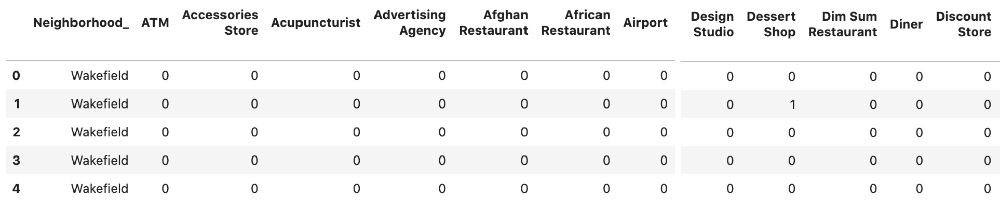 Neighborhood_ ATM Accessories Store Acupuncturist Advertising Agency Afghan Restaurant African Restaurant Airport Design Studio Dessert Shop Dim Sum Restaurant Diner Discount Store
0 Wakefield 0 0 0 0 0 0 0 0 0 0 0 0
1 Wakefield 0 0 0 0 0 0 0 0 1 0 0 0
2 Wakefield 0 0 0 0 0 0 0 0 0 0 0 0
3 Wakefield 0 0 0 0 0 0 0 0 0 0 0 0
4 Wakefield 0 0 0 0 0 0 0 0 0 0 0 0